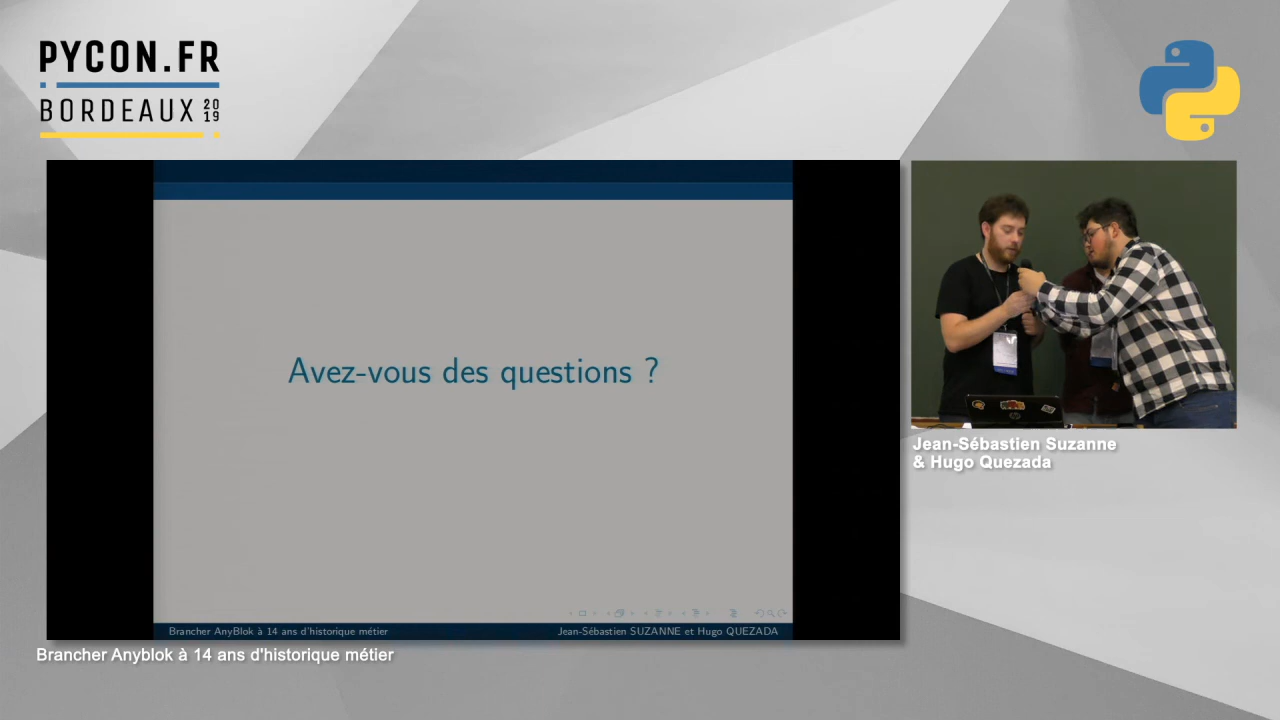 PYCON.FR
BORDEAUX 2019
Avez-vous des questions ?
Brancher AnyBlok à 14 ans d'historique métier
Jean-Sébastien SUZANNE et Hugo QUEZADA
Jean-Sébastien Suzanne
& Hugo Quezada
Brancher Anyblok à 14 ans d'historique métier